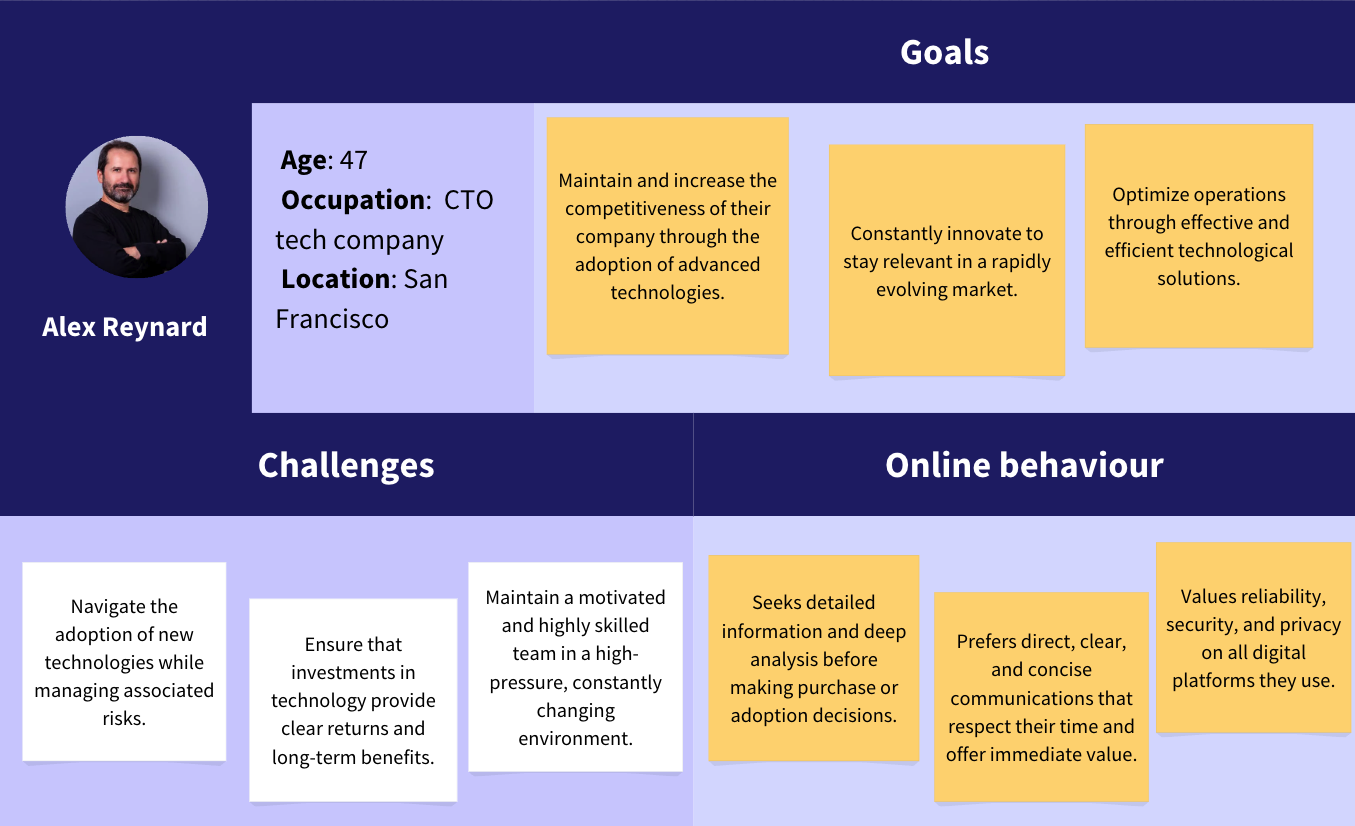 Goals
Alex Reynard
Age: 47
Occupation:  CTO
tech company
Location: San
Francisco
Maintain and increase the
competitiveness of their
company through the
adoption of advanced
technologies.
Constantly innovate to
stay relevant in a rapidly
evolving market.
Optimize operations
through effective and
efficient technological
solutions.
Challenges
Navigate the
adoption of new
technologies while
managing associated
risks.
Ensure that
investments in
technology provide
clear returns and
long-term benefits.
Maintain a motivated
and highly skilled
team in a high-
pressure, constantly
changing
environment.
Online behaviour
Seeks detailed
information and deep
analysis before
making purchase or
adoption decisions.
Prefers direct, clear,
and concise
communications that
respect their time and
offer immediate value.
Values reliability,
security, and privacy
on all digital
platforms they use.